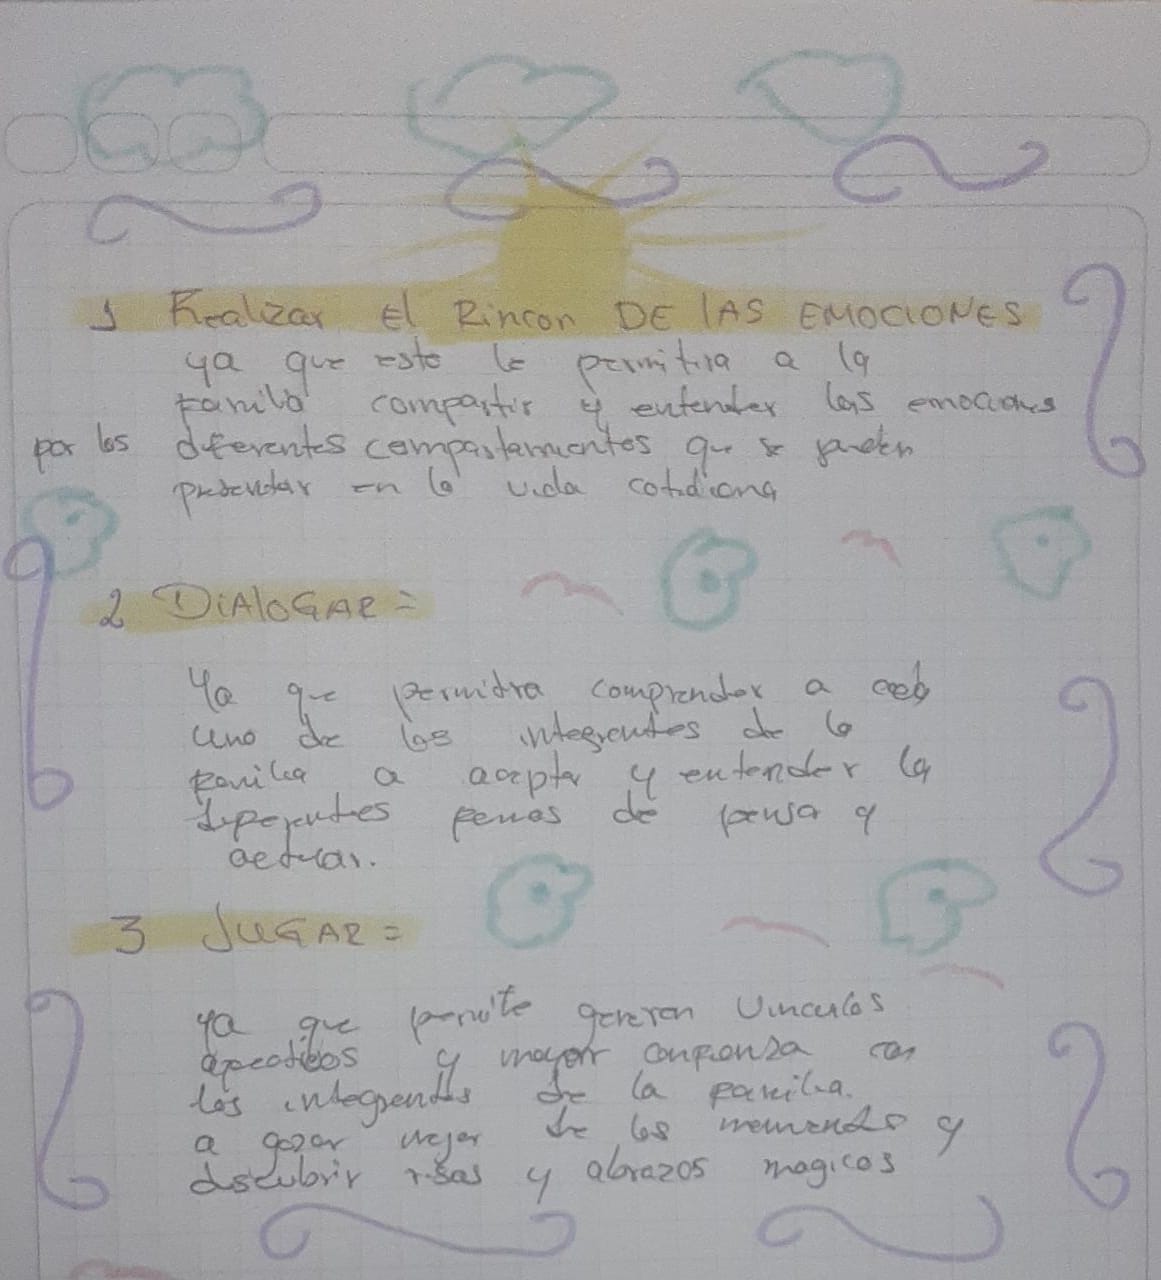 1 Realizar El Rincon DE lAS EMOCIONES
ya que esto le permitira a la
familia compartir y entender las emociones
por los diferentes comportamientos que se pueden
presentar en la vida cotidiana
2 DiAloGAR =
Ya que permitira comprender a cada
uno de los integrantes de la
familia a aceptar y entender la
diferentes formas de pensar y
actuar.
3 JUGAR =
ya que permite generan vinculos
afectibos y mayor confianza con
los integrantes de la familia.
a gozar mejor de los momentos y
descubrir risas y abrazos magicos